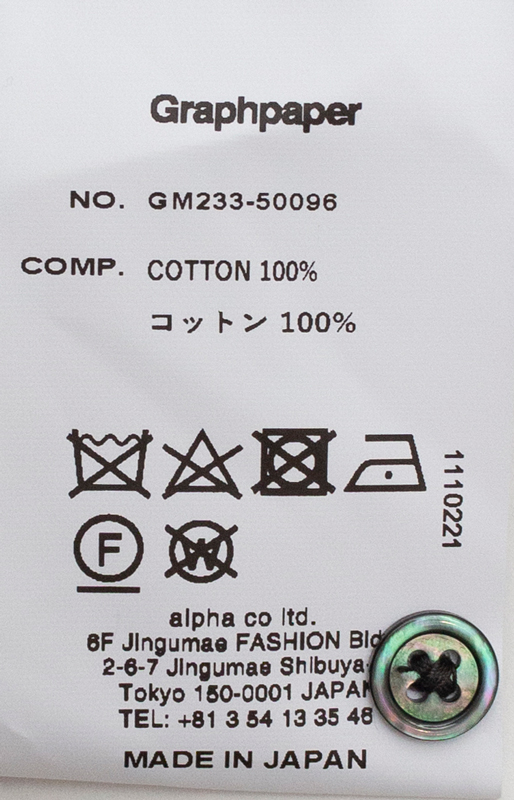 Graphpaper
NO. GM233-50096
COMP. COTTON 100%
コットン 100%
1110221
F
W
alpha co ltd.
6F Jingumae FASHION Bld
2-6-7 Jingumae Shibuya-
Tokyo 150-0001 JAPAN
TEL: +81 3 54 13 35 46
MADE IN JAPAN